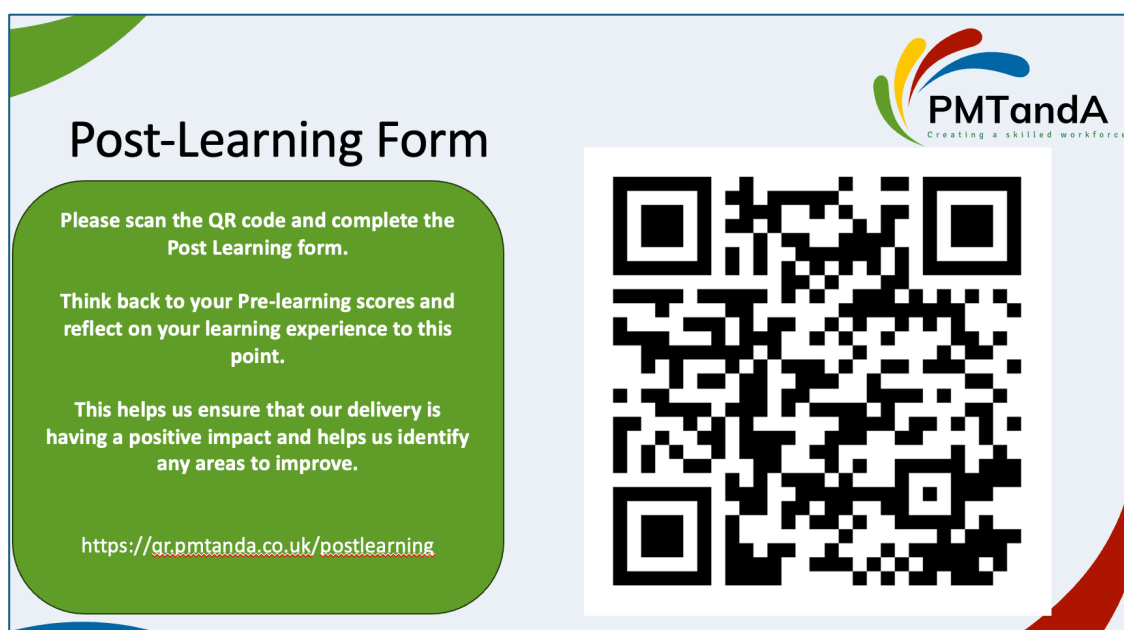 PMTandA
Creating a skilled workforce
Post-Learning Form
Please scan the QR code and complete the
Post Learning form.
Think back to your Pre-learning scores and
reflect on your learning experience to this
point.
This helps us ensure that our delivery is
having a positive impact and helps us identify
any areas to improve.
https://qr.pmtanda.co.uk/postlearning